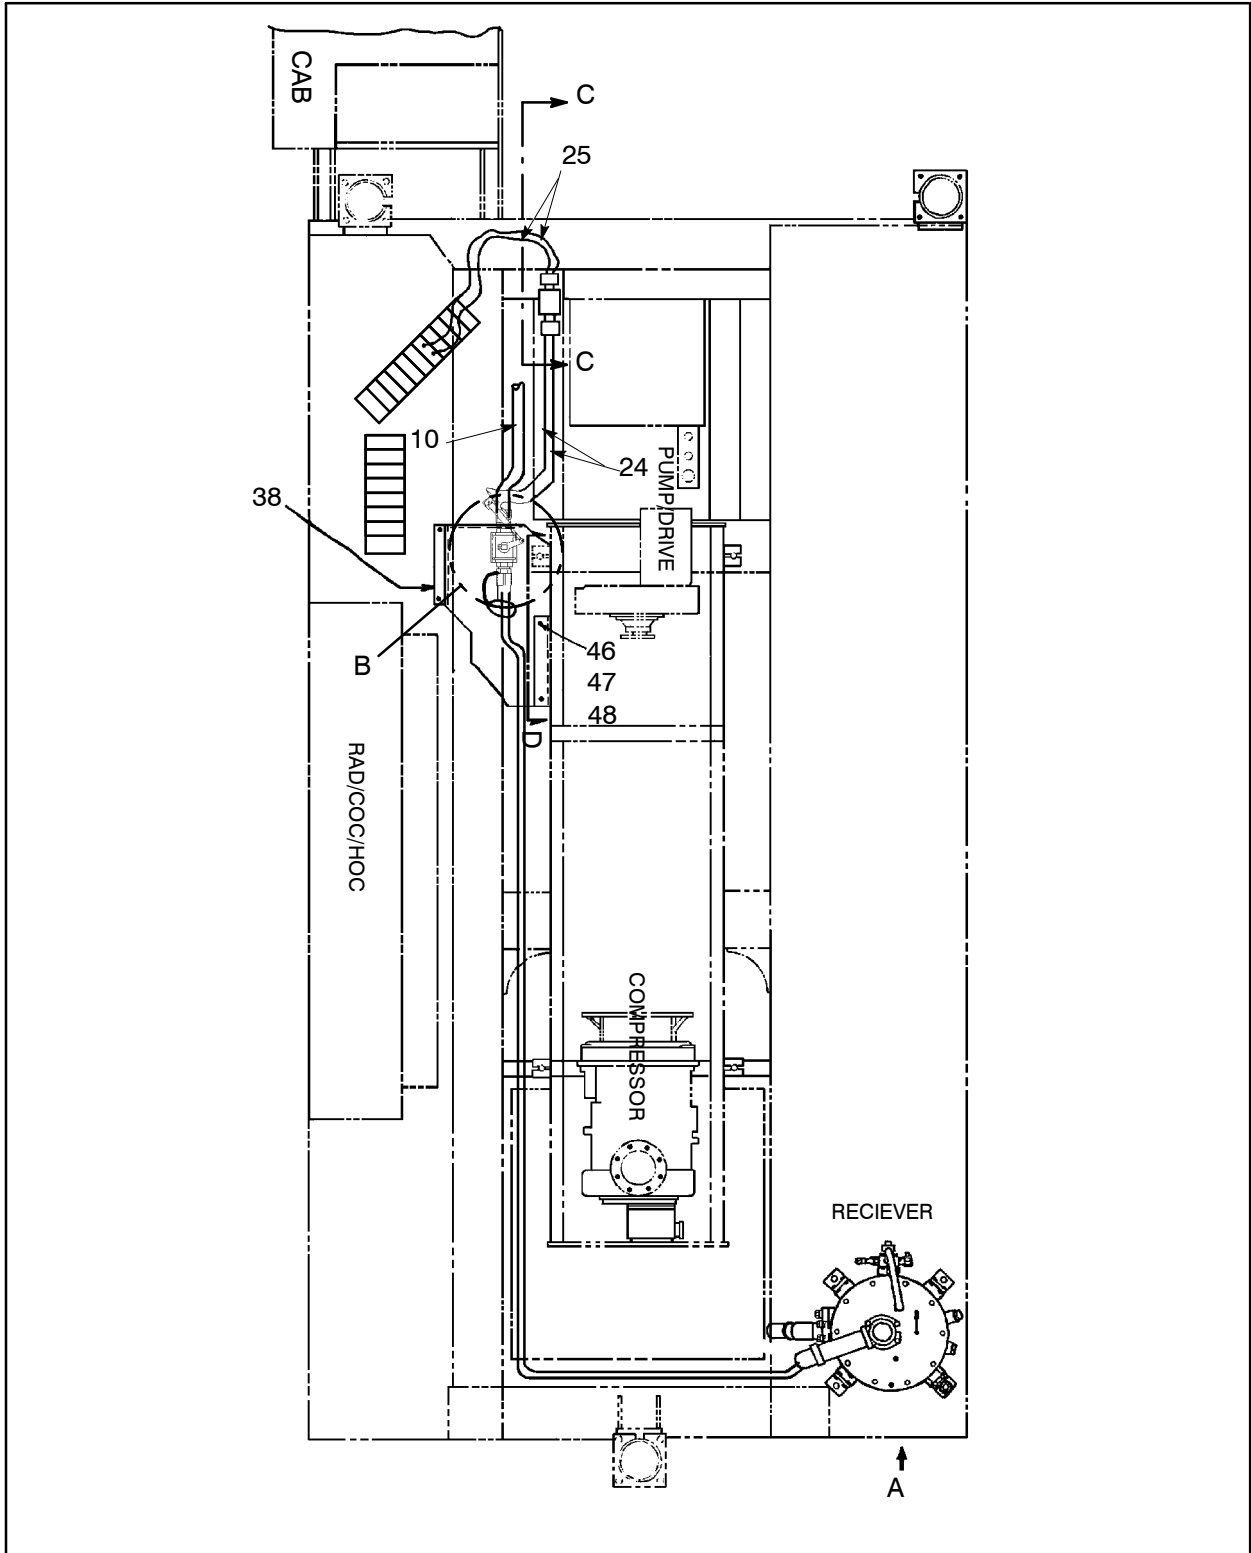 CAB
C
25
C
10
24
PUMP/DRIVE
38
B
46
47
48
D
RAD/COC/HOC
COMPRESSOR
RECIEVER
A